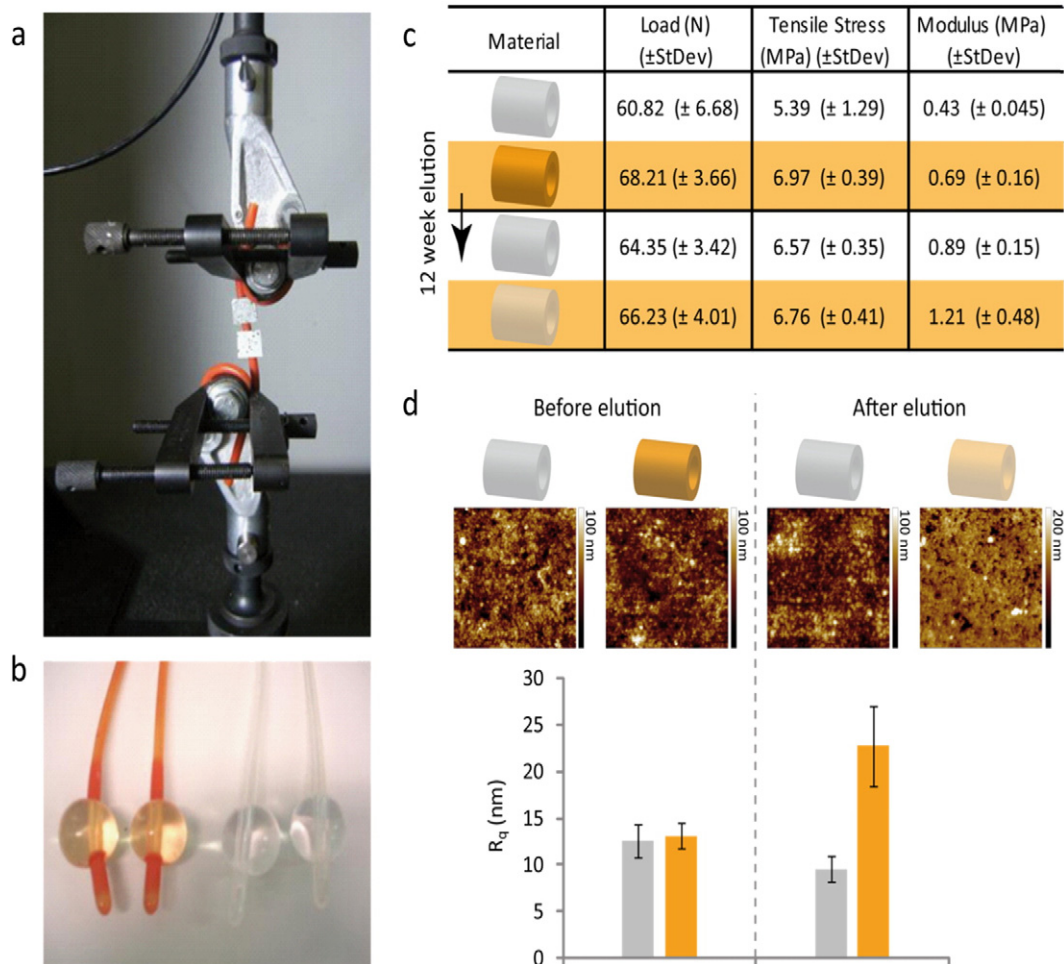 a
b
c
Material
Load (N)
(±StDev)
Tensile Stress
(MPa) (±StDev)
Modulus (MPa)
(±StDev)
60.82 (± 6.68)
5.39 (± 1.29)
0.43 (± 0.045)
68.21 (± 3.66)
6.97 (± 0.39)
0.69 (± 0.16)
64.35 (± 3.42)
6.57 (± 0.35)
0.89 (± 0.15)
66.23 (± 4.01)
6.76 (± 0.41)
1.21 (± 0.48)
12 week elution
d
Before elution
After elution
100 nm
100 nm
100 nm
200 nm
R_q (nm)
30
25
20
15
10
5
0